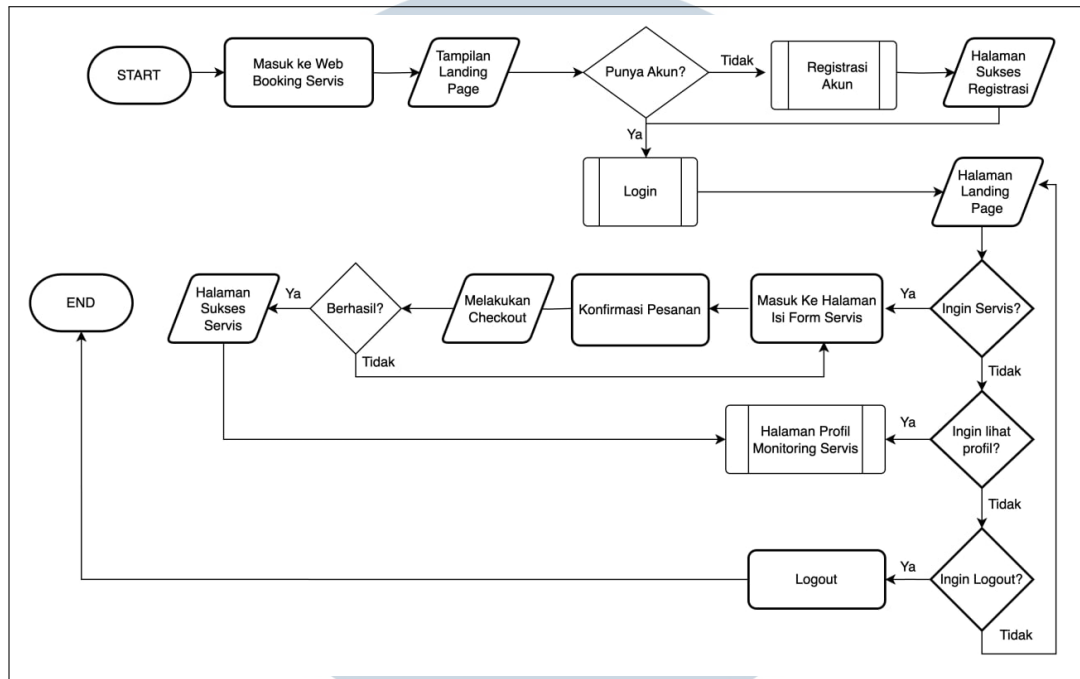 START
Masuk ke Web
Booking Servis
Tampilan
Landing
Page
Punya Akun?
Tidak
Registrasi
Akun
Halaman
Sukses
Registrasi
Ya
Login
Halaman
Landing
Page
END
Halaman
Sukses
Servis
Ya
Berhasil?
Tidak
Melakukan
Checkout
Konfirmasi Pesanan
Masuk Ke Halaman
Isi Form Servis
Ya
Ingin Servis?
Tidak
Halaman Profil
Monitoring Servis
Ya
Ingin lihat
profil?
Tidak
Logout
Ya
Ingin Logout?
Tidak